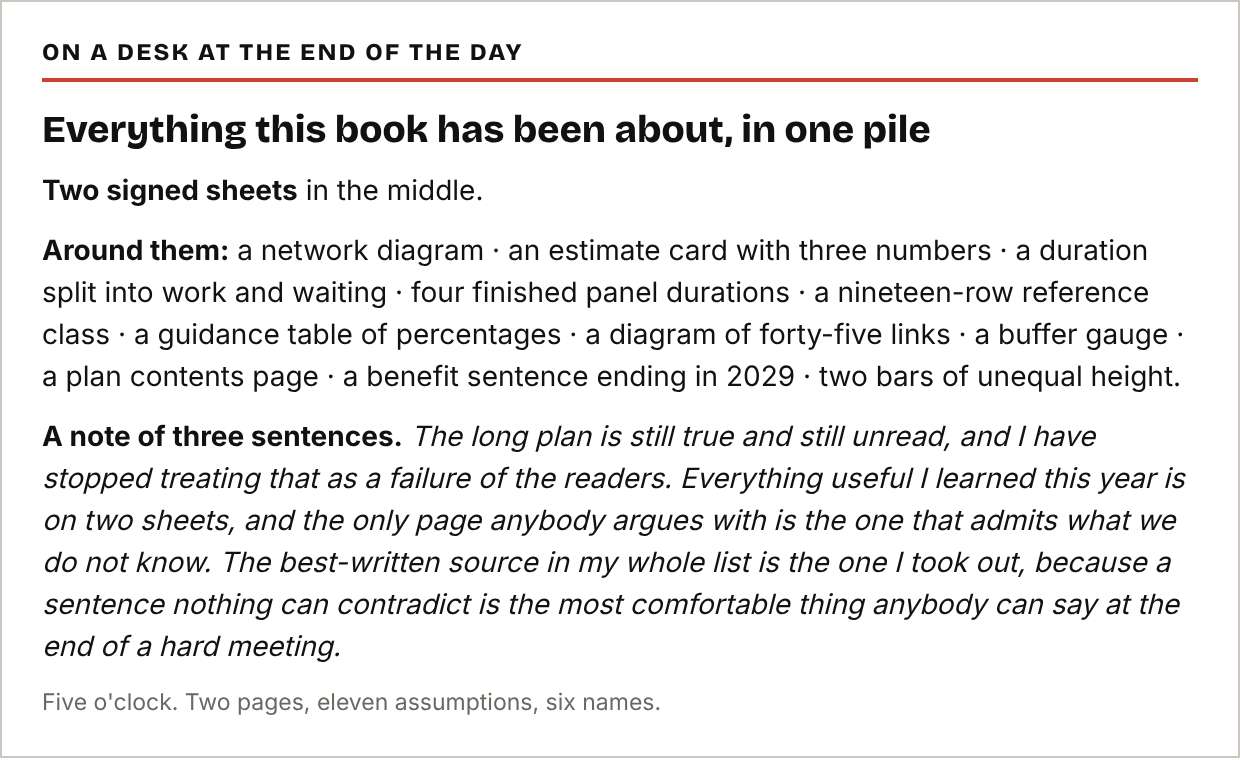 ON A DESK AT THE END OF THE DAY
Everything this book has been about, in one pile
Two signed sheets in the middle.
Around them: a network diagram · an estimate card with three numbers · a duration
split into work and waiting · four finished panel durations · a nineteen-row reference
class · a guidance table of percentages · a diagram of forty-five links · a buffer gauge ·
a plan contents page · a benefit sentence ending in 2029 · two bars of unequal height.
A note of three sentences. The long plan is still true and still unread, and I have
stopped treating that as a failure of the readers. Everything useful I learned this year is
on two sheets, and the only page anybody argues with is the one that admits what we
do not know. The best-written source in my whole list is the one I took out, because a
sentence nothing can contradict is the most comfortable thing anybody can say at the
end of a hard meeting.
Five o'clock. Two pages, eleven assumptions, six names.